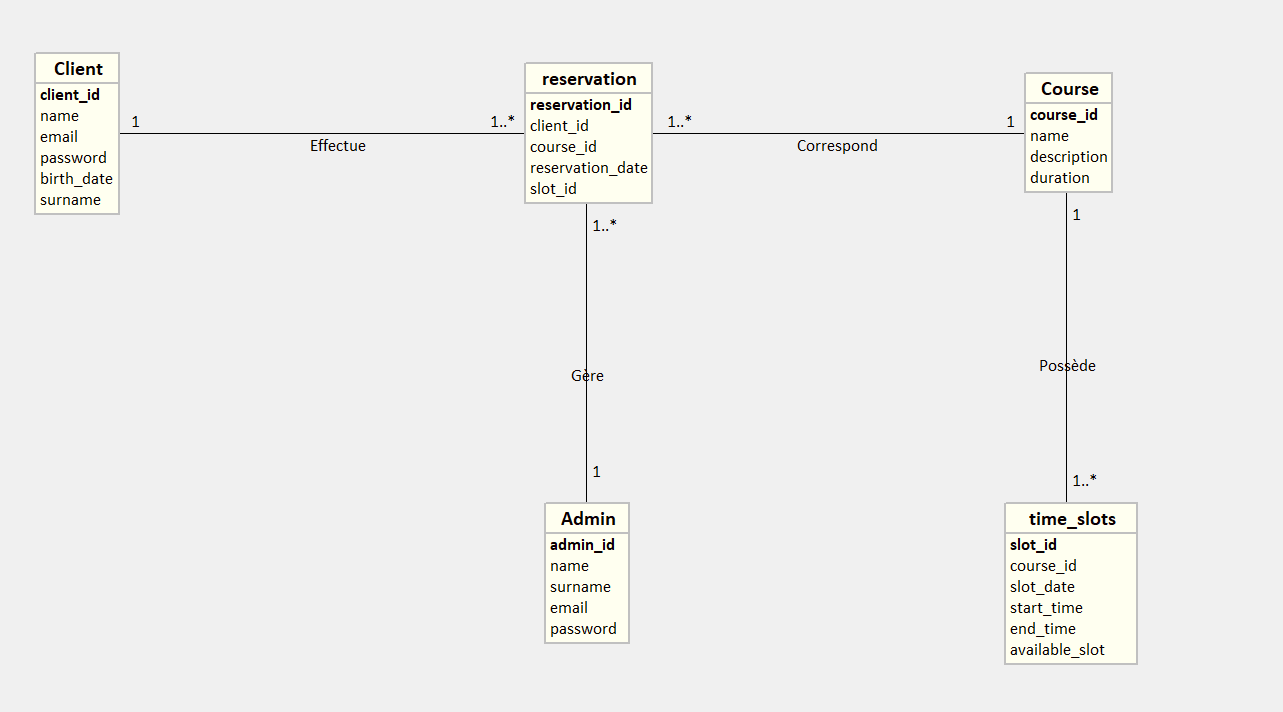 Client
client_id
name
email
password
birth_date
surname
1
1..*
Effectue
reservation
reservation_id
client_id
course_id
reservation_date
slot_id
1..*
1
Correspond
Course
course_id
name
description
duration
1..*
Gère
1
1
Possède
1..*
Admin
admin_id
name
surname
email
password
time_slots
slot_id
course_id
slot_date
start_time
end_time
available_slot